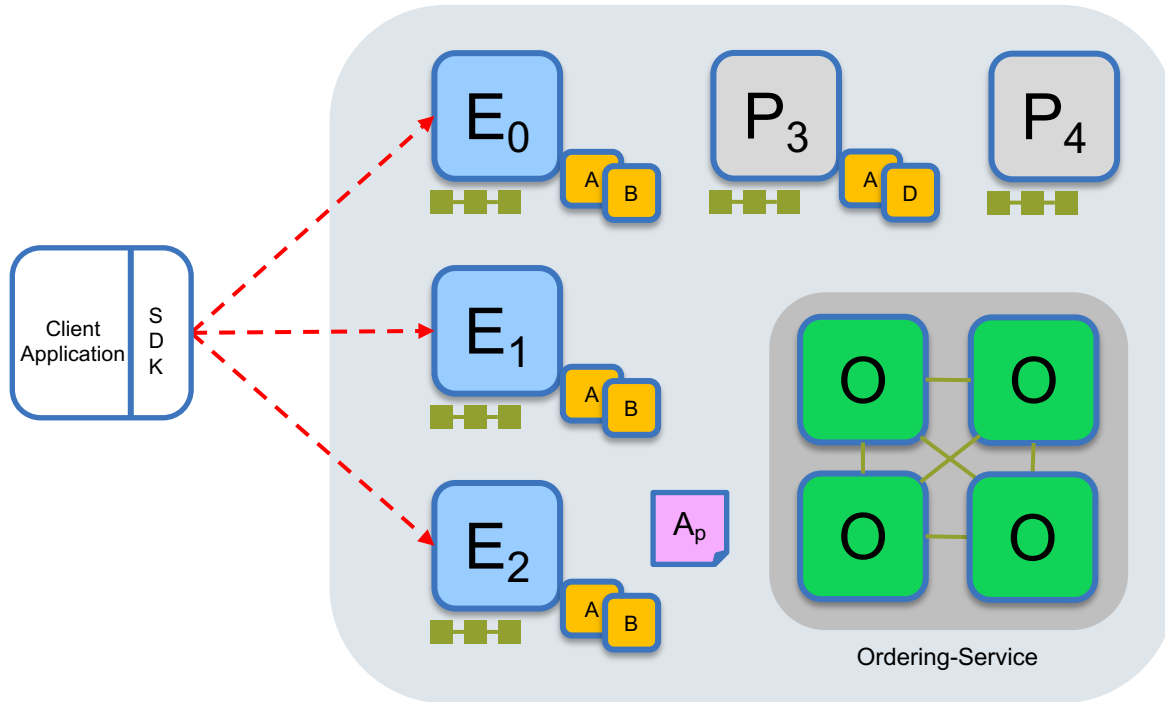 E0
A
B
P3
A
D
P4
Client
Application
S
D
K
E1
A
B
E2
A
B
Ap
O
O
O
O
Ordering-Service